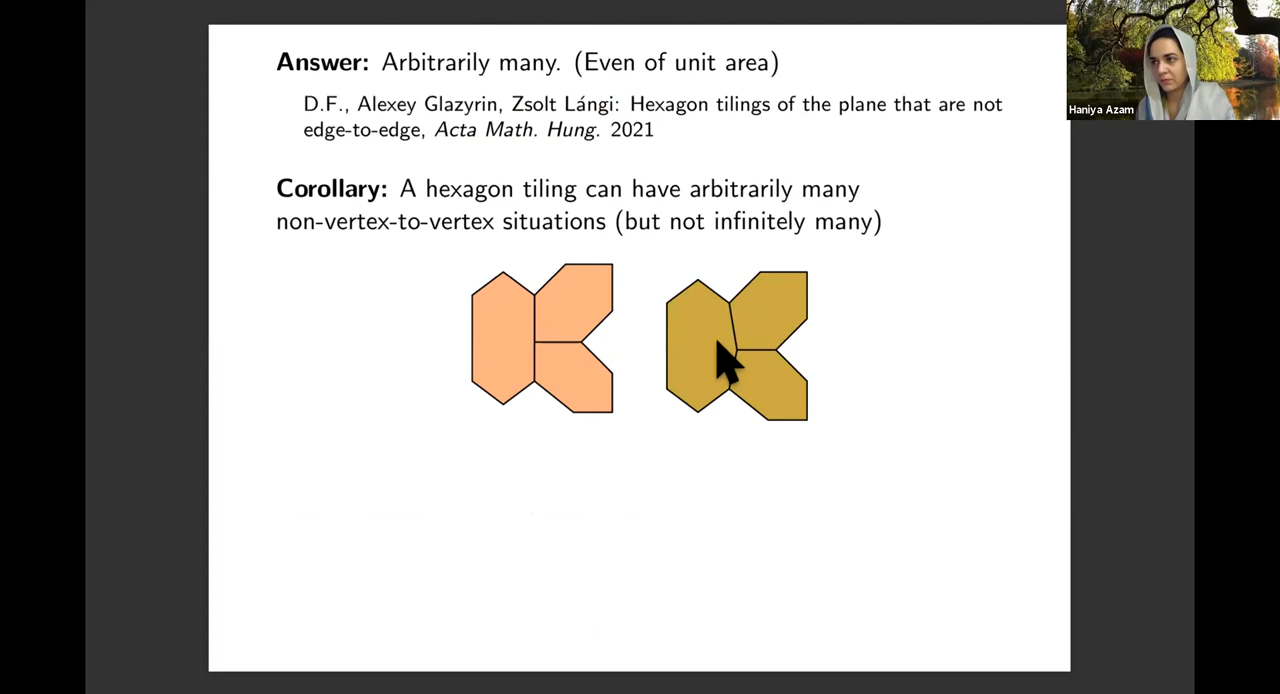 Answer: Arbitrarily many. (Even of unit area)
D.F., Alexey Glazyrin, Zsolt Lángi: Hexagon tilings of the plane that are not
edge-to-edge, Acta Math. Hung. 2021
Corollary: A hexagon tiling can have arbitrarily many
non-vertex-to-vertex situations (but not infinitely many)
Haniya Azam